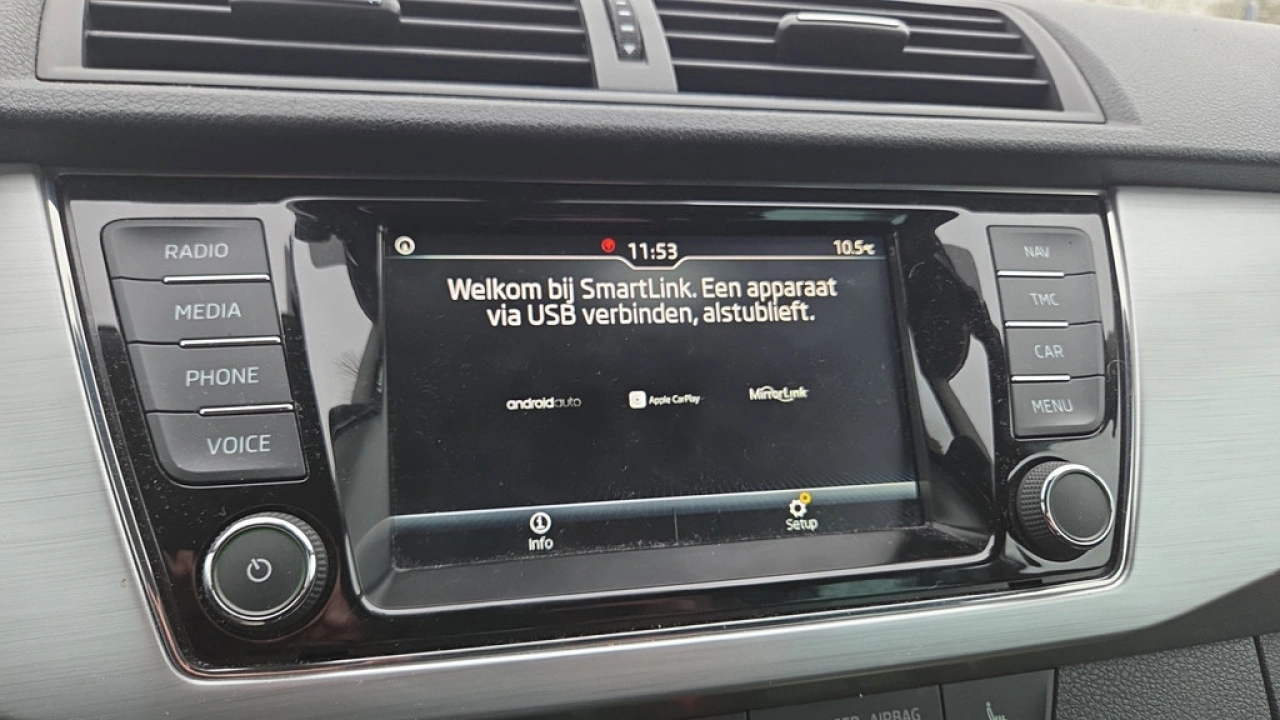 RADIO
MEDIA
PHONE
VOICE
11:53
10.5°C
Welkom bij SmartLink. Een apparaat
via USB verbinden, alstublieft.
androidauto
Apple CarPlay
MirrorLink
Info
Setup
NAV
TMC
CAR
MENU
AIRBAG